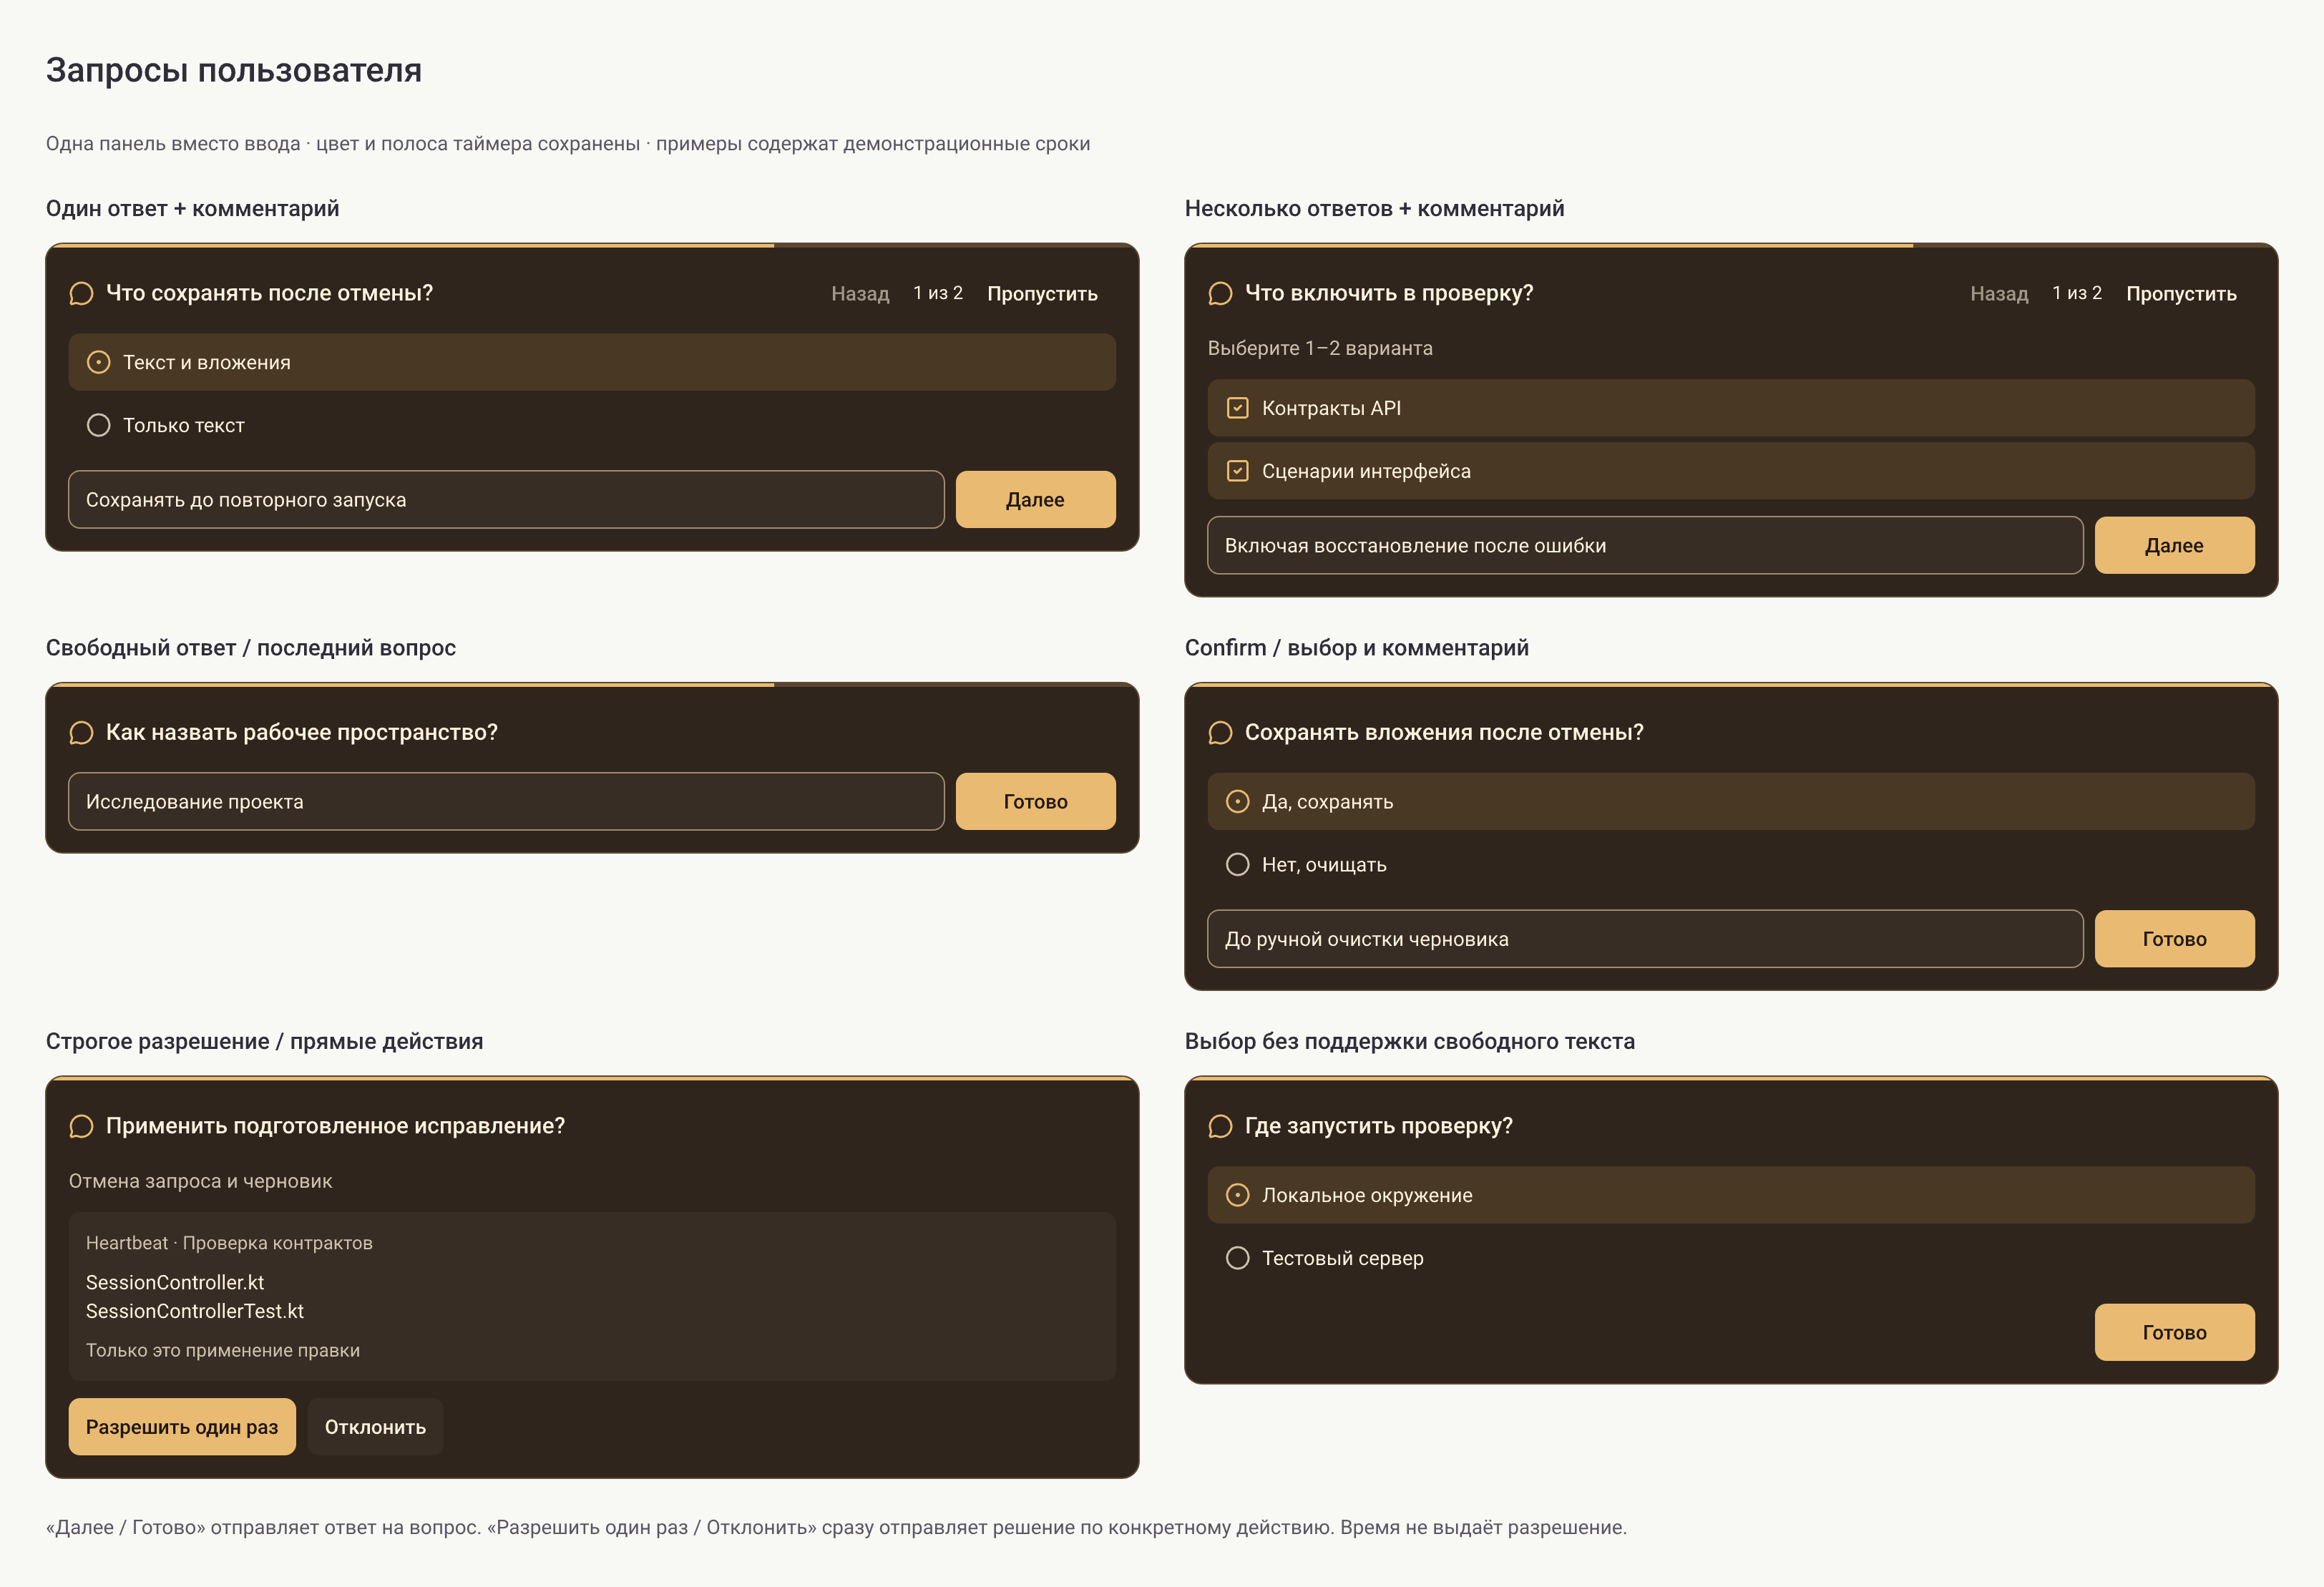 Запросы пользователя
Одна панель вместо ввода · цвет и полоса таймера сохранены · примеры содержат демонстрационные сроки
Один ответ + комментарий
Что сохранять после отмены?
Назад
1 из 2
Пропустить
Текст и вложения
Только текст
Сохранять до повторного запуска
Далее
Несколько ответов + комментарий
Что включить в проверку?
Назад
1 из 2
Пропустить
Выберите 1–2 варианта
Контракты API
Сценарии интерфейса
Включая восстановление после ошибки
Далее
Свободный ответ / последний вопрос
Как назвать рабочее пространство?
Исследование проекта
Готово
Confirm / выбор и комментарий
Сохранять вложения после отмены?
Да, сохранять
Нет, очищать
До ручной очистки черновика
Готово
Строгое разрешение / прямые действия
Применить подготовленное исправление?
Отмена запроса и черновик
Heartbeat · Проверка контрактов
SessionController.kt
SessionControllerTest.kt
Только это применение правки
Разрешить один раз
Отклонить
Выбор без поддержки свободного текста
Где запустить проверку?
Локальное окружение
Тестовый сервер
Готово
«Далее / Готово» отправляет ответ на вопрос. «Разрешить один раз / Отклонить» сразу отправляет решение по конкретному действию. Время не выдаёт разрешение.